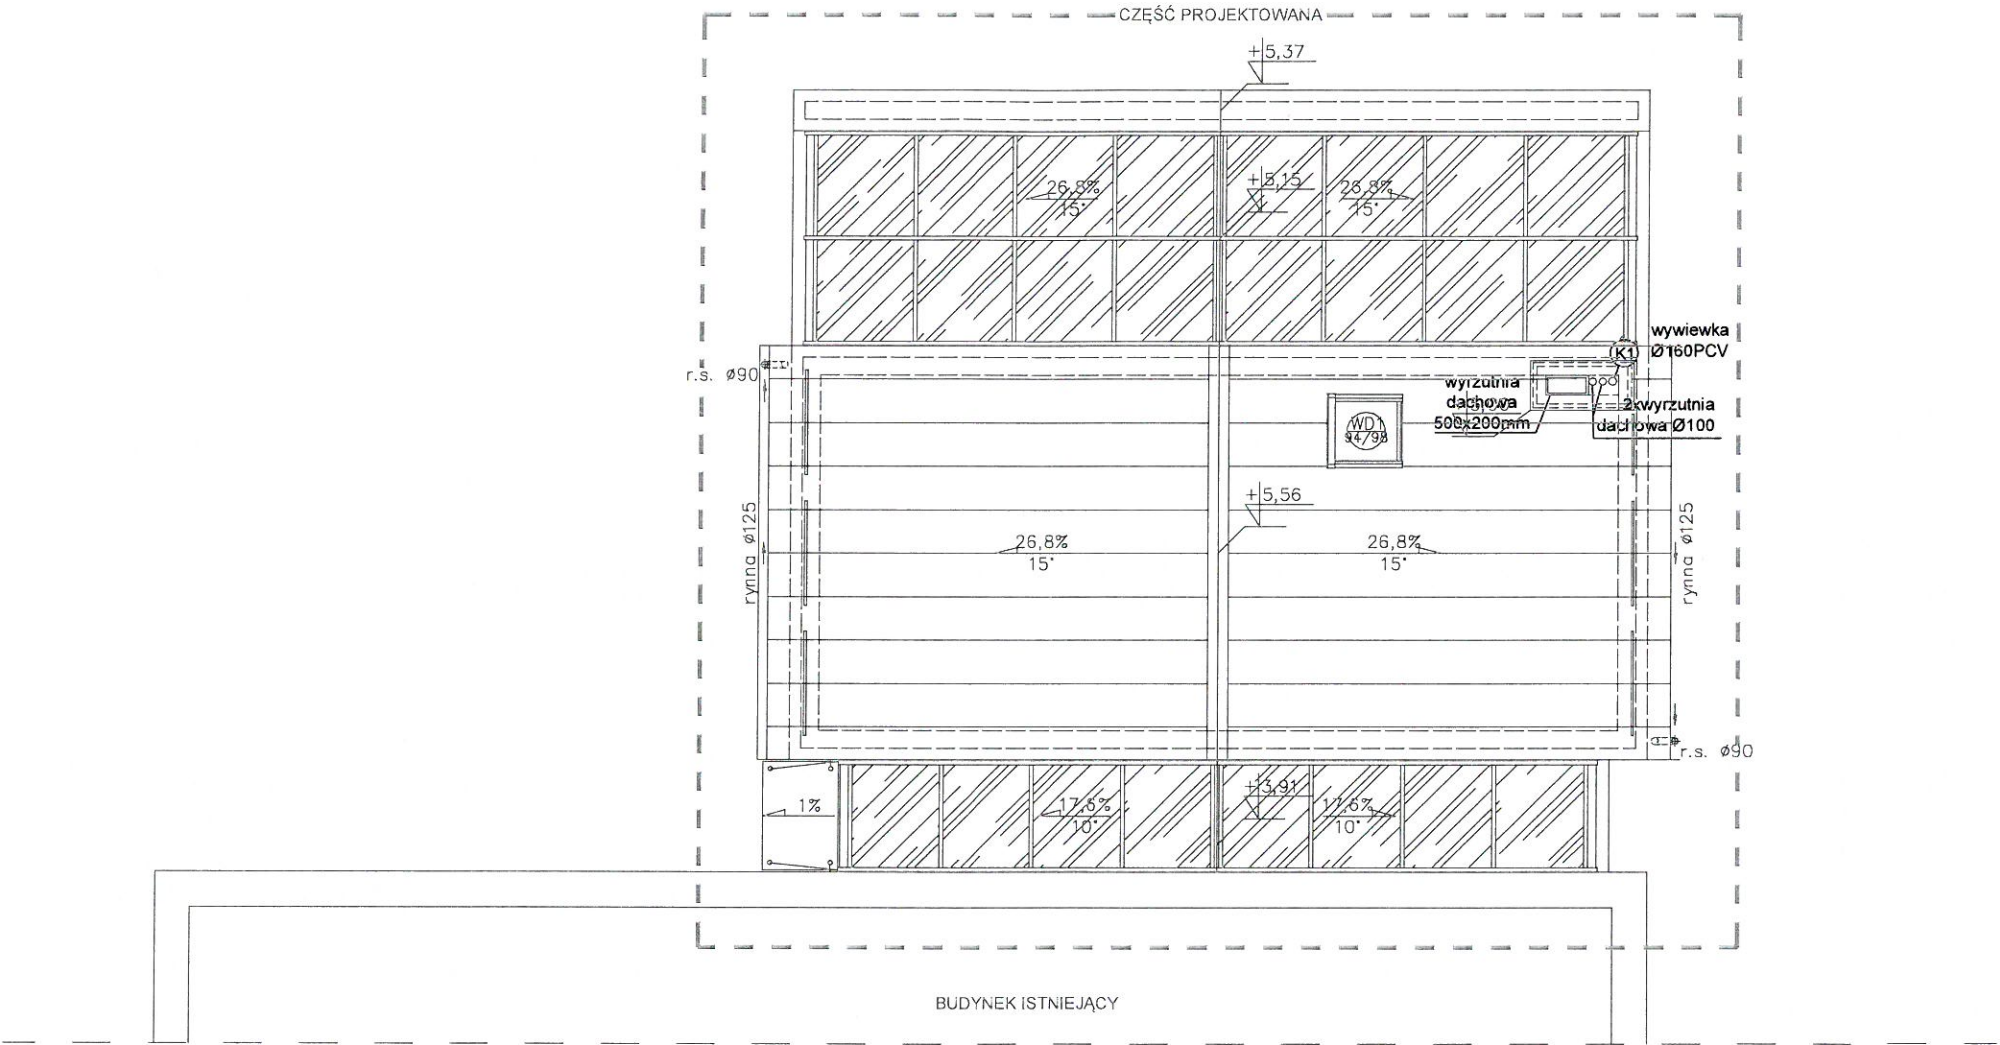 CZĘŚĆ PROJEKTOWANA
+5,37
26,8%
15°
+5,15
26,8%
15°
wywiewka
Ø160PCV
K1
r.s. ø90
wyrzutnia
dachowa
500x200mm
2xwyrzutnia
dachowa Ø100
WD1
94/98
+5,56
rynna ø125
26,8%
15°
26,8%
15°
rynna ø125
r.s. ø90
1%
17,6%
10°
+3,91
17,6%
10°
BUDYNEK ISTNIEJĄCY